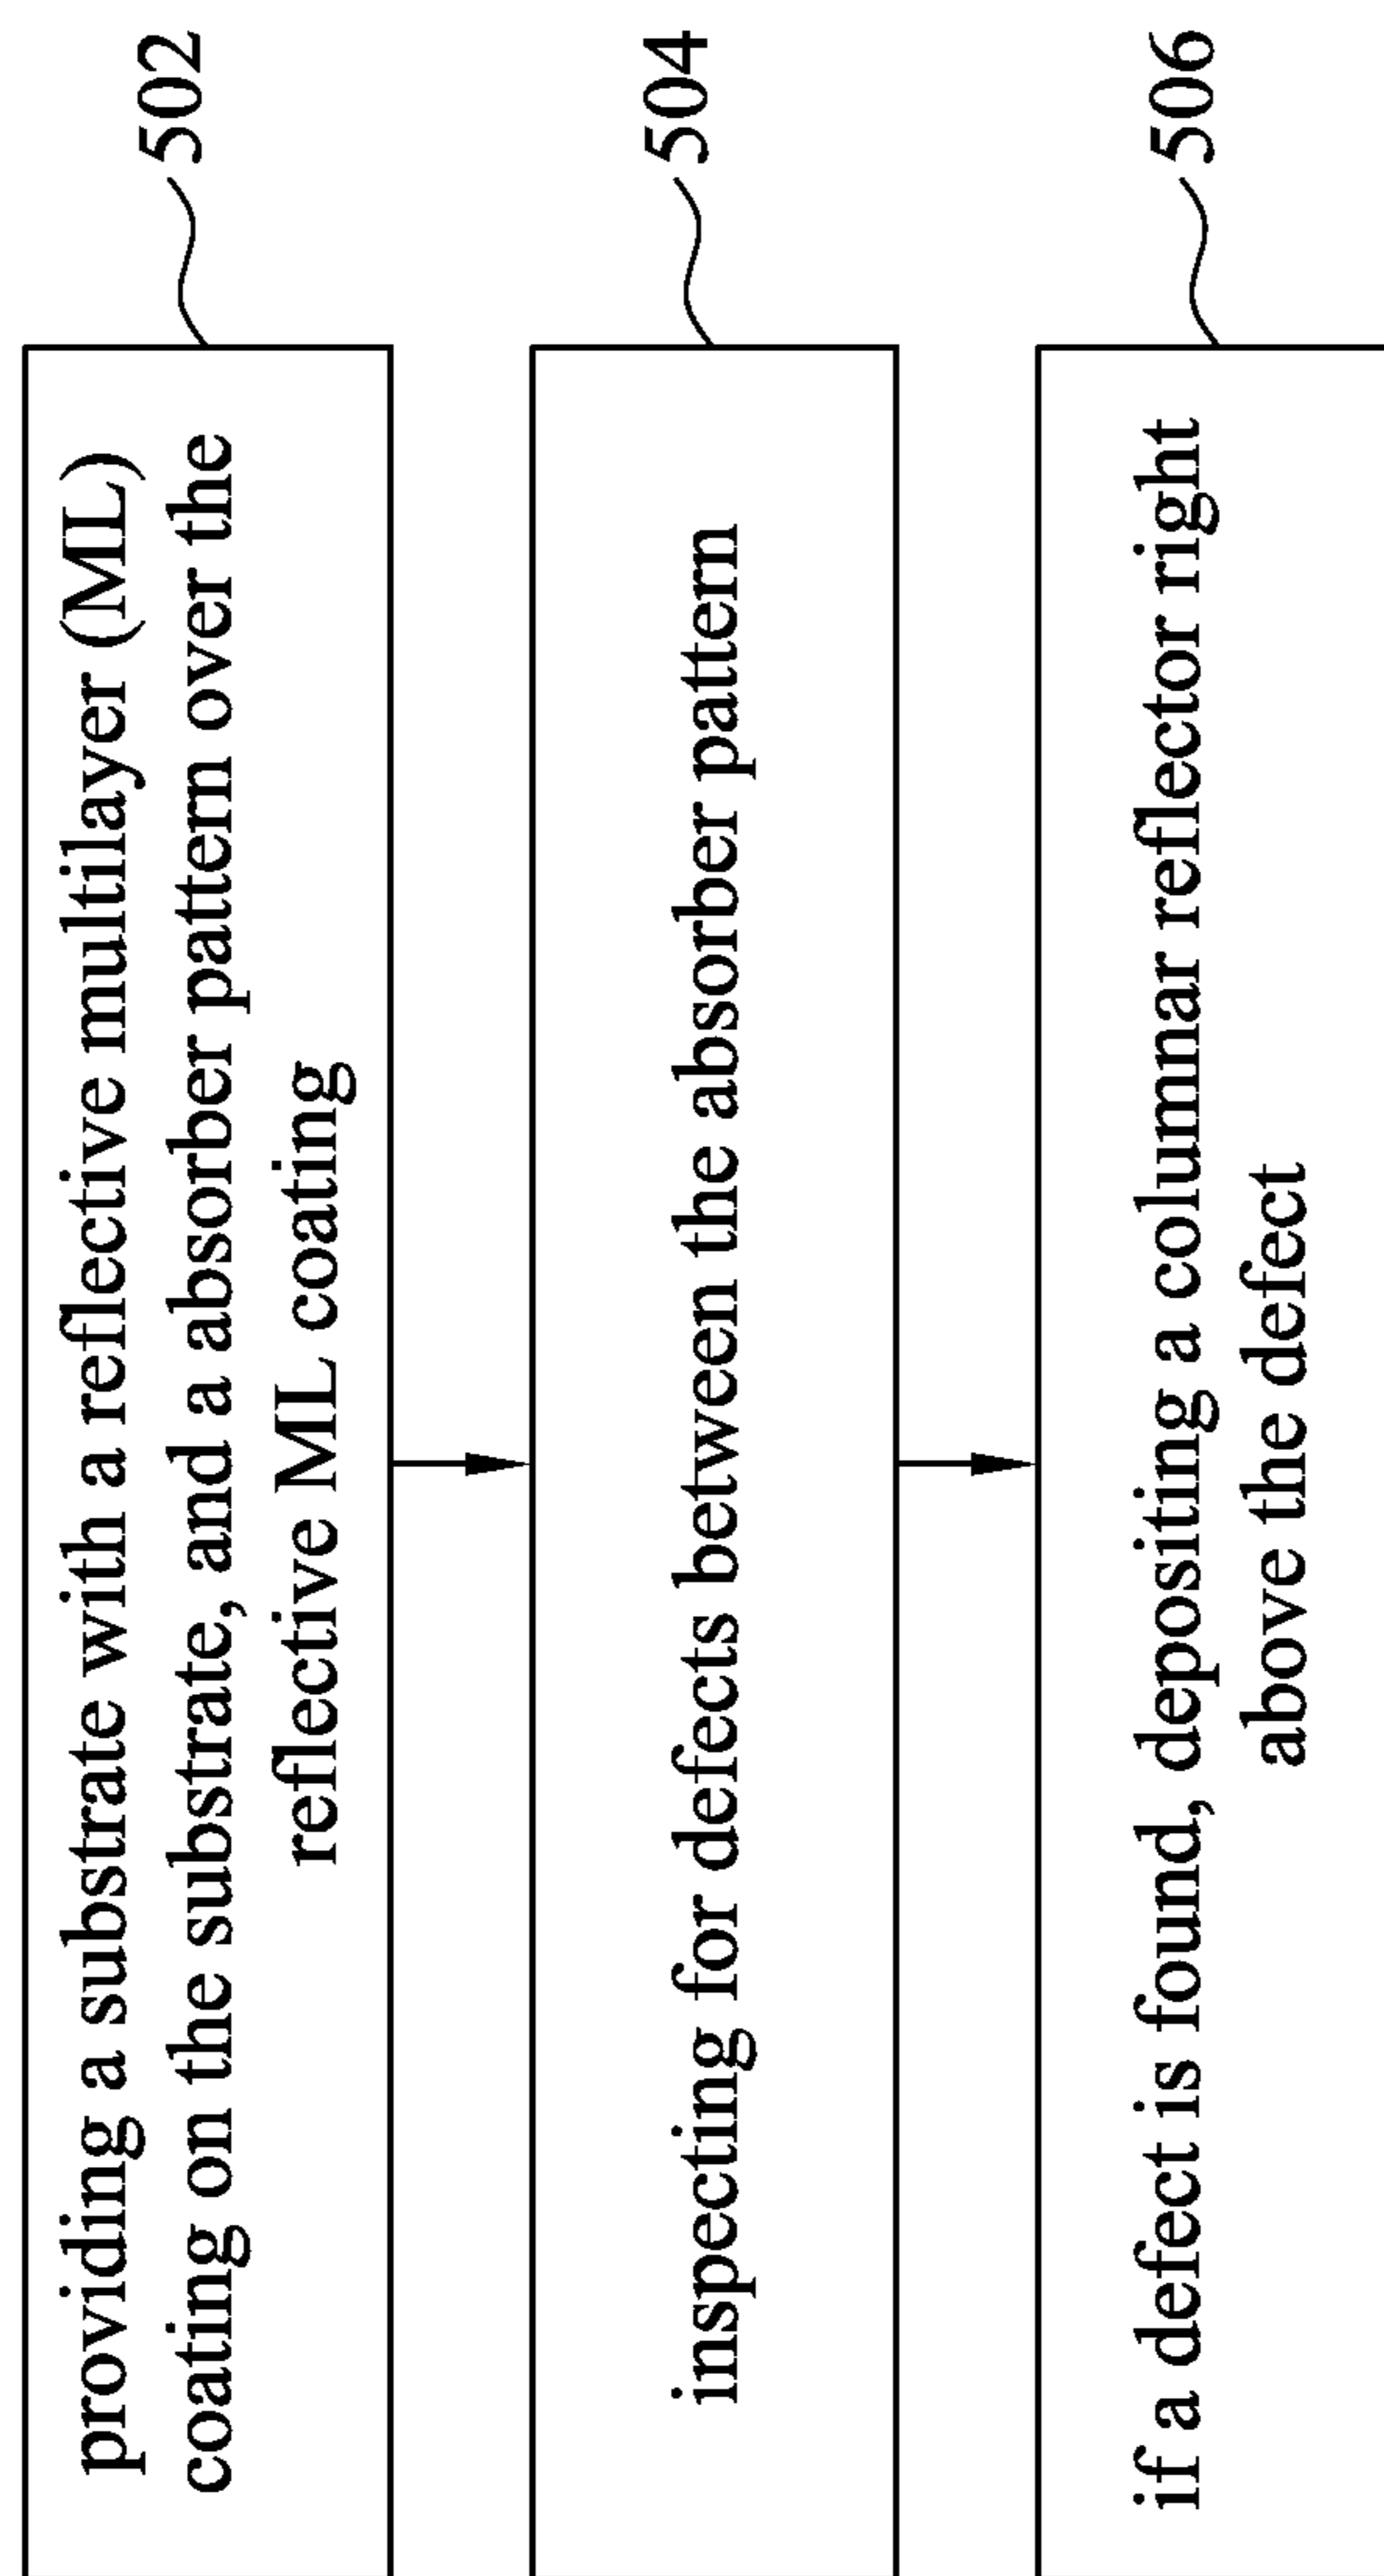 providing a substrate with a reflective multilayer (ML)
coating on the substrate, and a absorber pattern over the
reflective ML coating
502
inspecting for defects between the absorber pattern
504
if a defect is found, depositing a columnar reflector right
above the defect
506